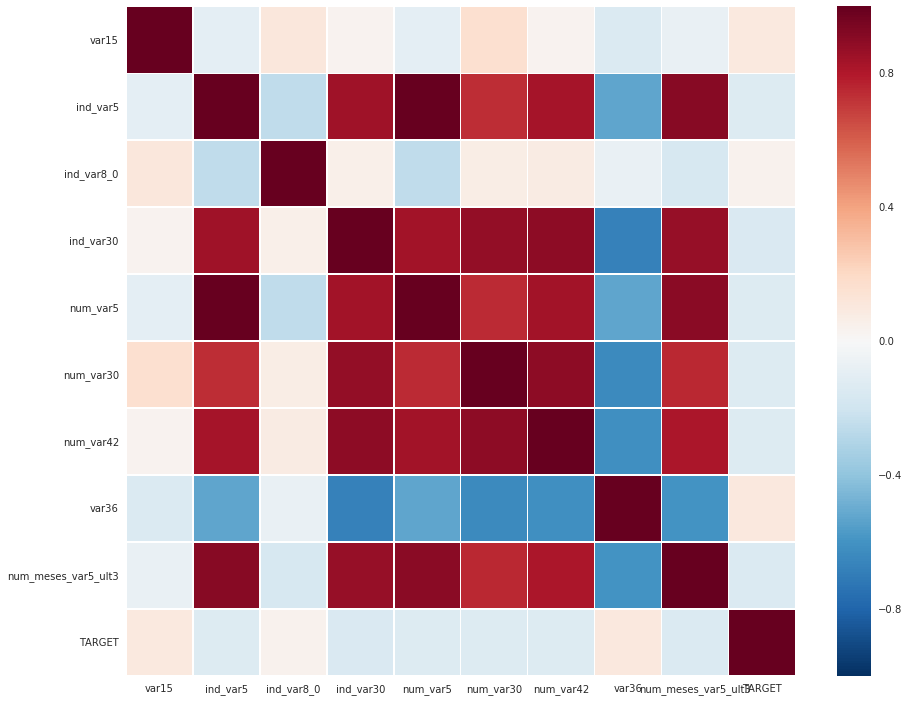 var15
ind_var5
ind_var8_0
ind_var30
num_var5
num_var30
num_var42
var36
num_meses_var5_ult3
TARGET
var15 ind_var5 ind_var8_0 ind_var30 num_var5 num_var30 num_var42 var36 num_meses_var5_ult3 TARGET
0.8
0.4
0.0
−0.4
−0.8